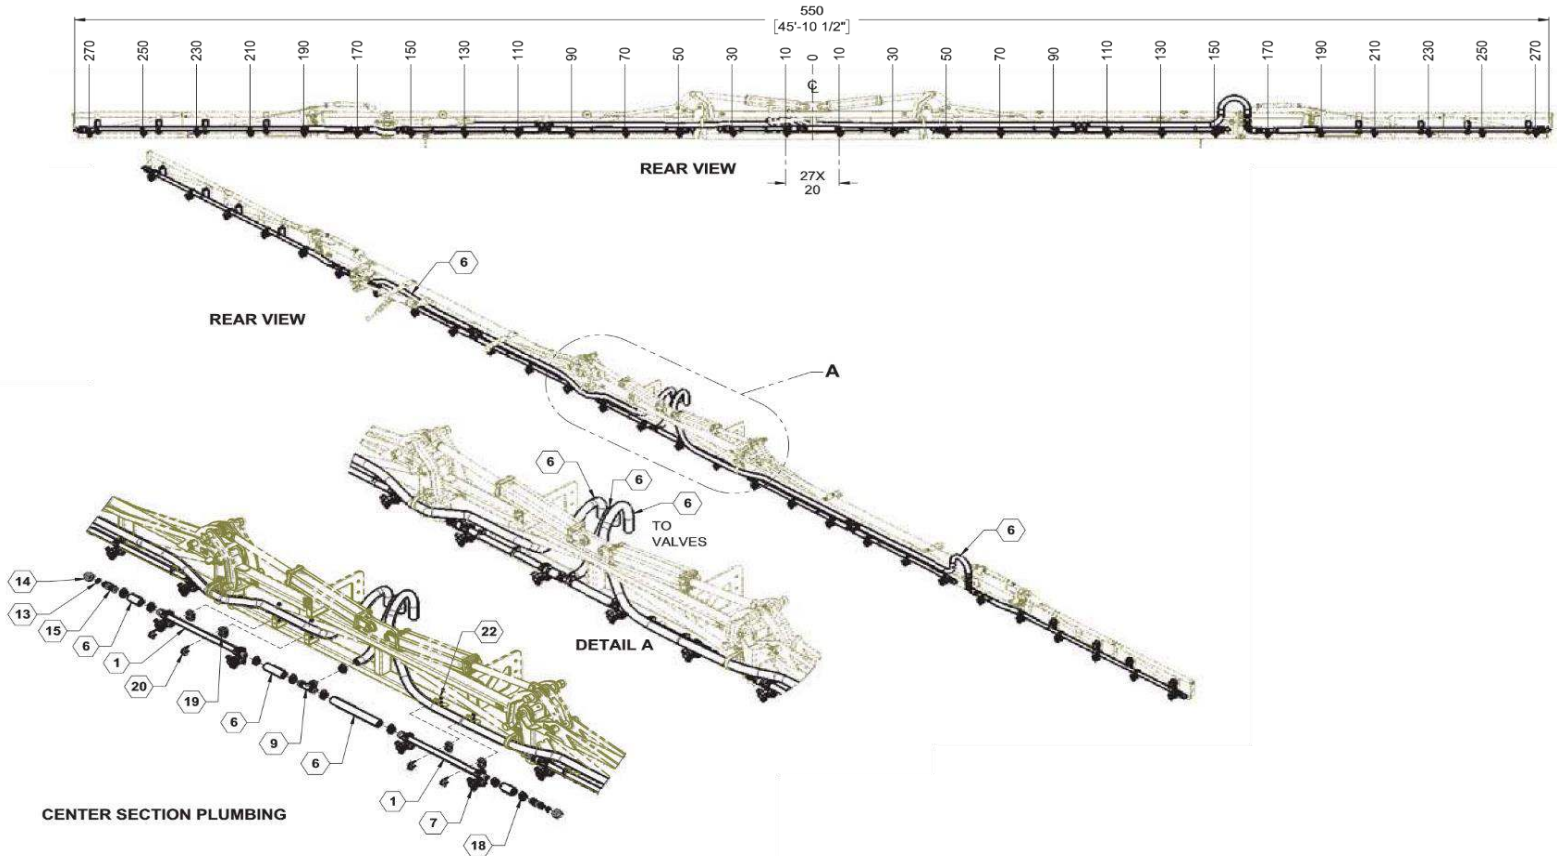 550
[45'-10 1/2"]
270 250 230 210 190 170 150 130 110 90 70 50 30 10 0 10 30 50 70 90 110 130 150 170 190 210 230 250 270
℄
REAR VIEW
27X
20
6
REAR VIEW
A
6
6
6
6
TO
VALVES
DETAIL A
14
13
15
6
1
20
19
6
9
6
22
1
7
18
CENTER SECTION PLUMBING